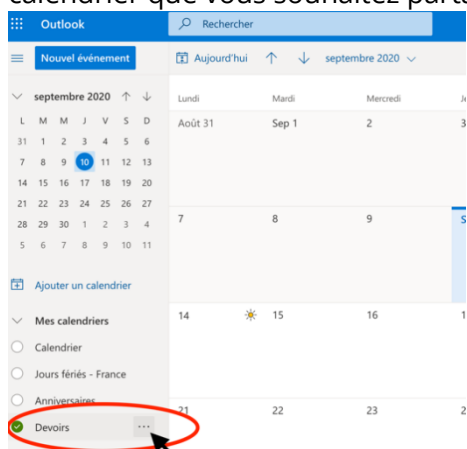 calendrier que vous souhaitez parta
Outlook
Rechercher
Nouvel événement
Aujourd'hui
septembre 2020
septembre 2020
L M M J V S D
31 1 2 3 4 5 6
7 8 9 10 11 12 13
14 15 16 17 18 19 20
21 22 23 24 25 26 27
28 29 30 1 2 3 4
5 6 7 8 9 10 11
Ajouter un calendrier
Mes calendriers
Calendrier
Jours fériés - France
Anniversaires
Devoirs ...
Lundi Mardi Mercredi Je
Août 31 Sep 1 2 3
7 8 9 S
14 15 16 1
21 22 23 2